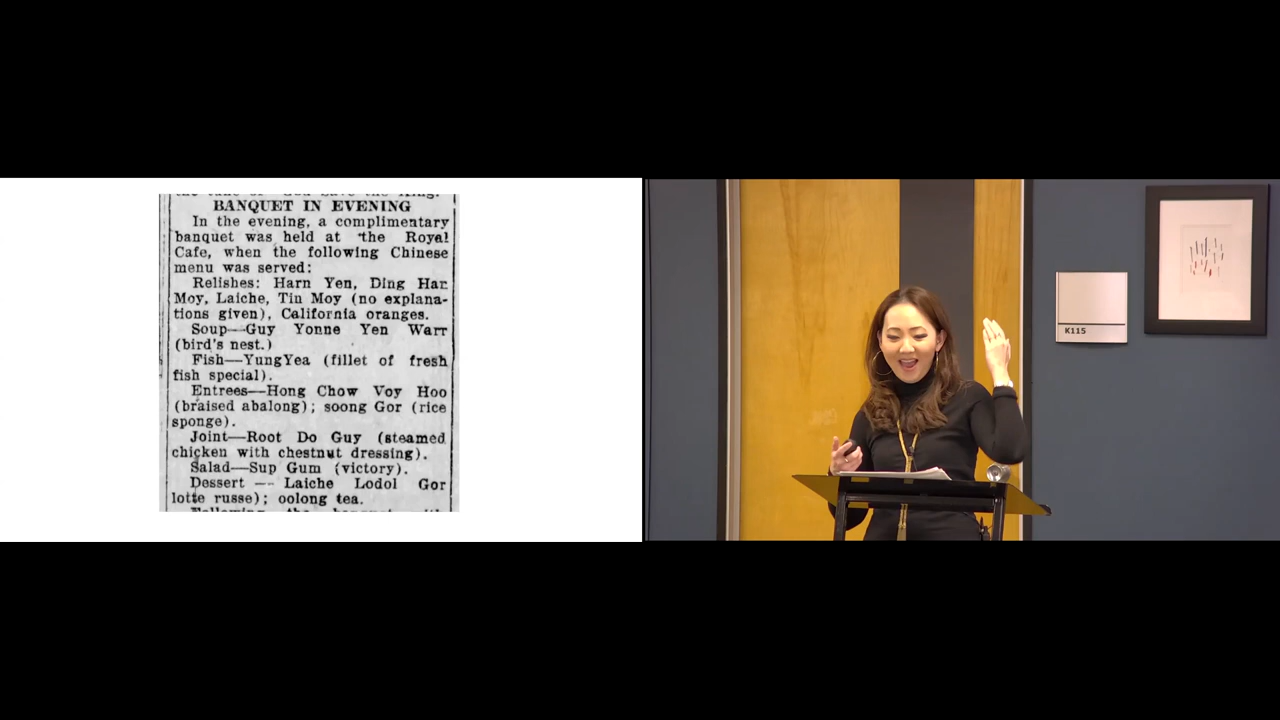 BANQUET IN EVENING
In the evening, a complimentary
banquet was held at the Royal
Cafe, when the following Chinese
menu was served:
Relishes: Harn Yen, Ding Har
Moy, Laiche, Tin Moy (no explana-
tions given), California oranges.
Soup—Guy Yonne Yen Warr
(bird's nest.)
Fish—YungYea (fillet of fresh
fish special).
Entrees—Hong Chow Voy Hoo
(braised abalong); soong Gor (rice
sponge).
Joint—Root Do Guy (steamed
chicken with chestnut dressing).
Salad—Sup Gum (victory).
Dessert — Laiche Lodol Gor
lotte russe); oolong tea.
K115